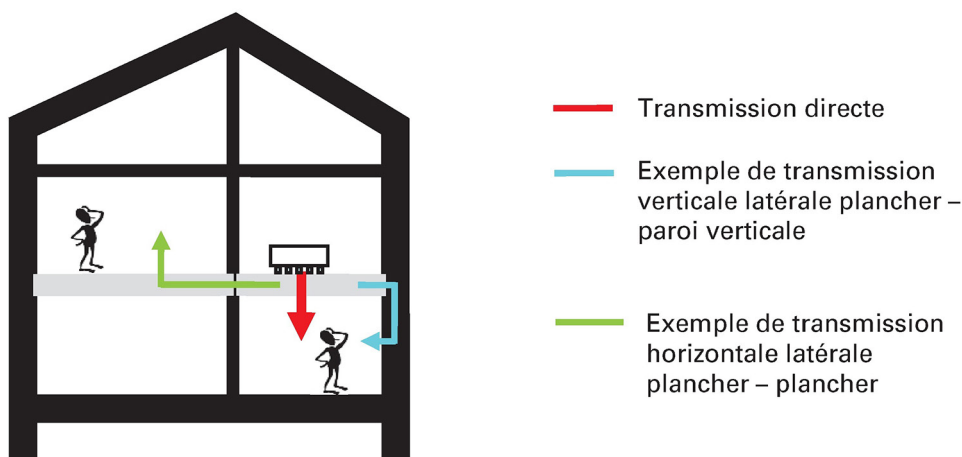 Transmission directe
Exemple de transmission
verticale latérale plancher –
paroi verticale
Exemple de transmission
horizontale latérale
plancher – plancher